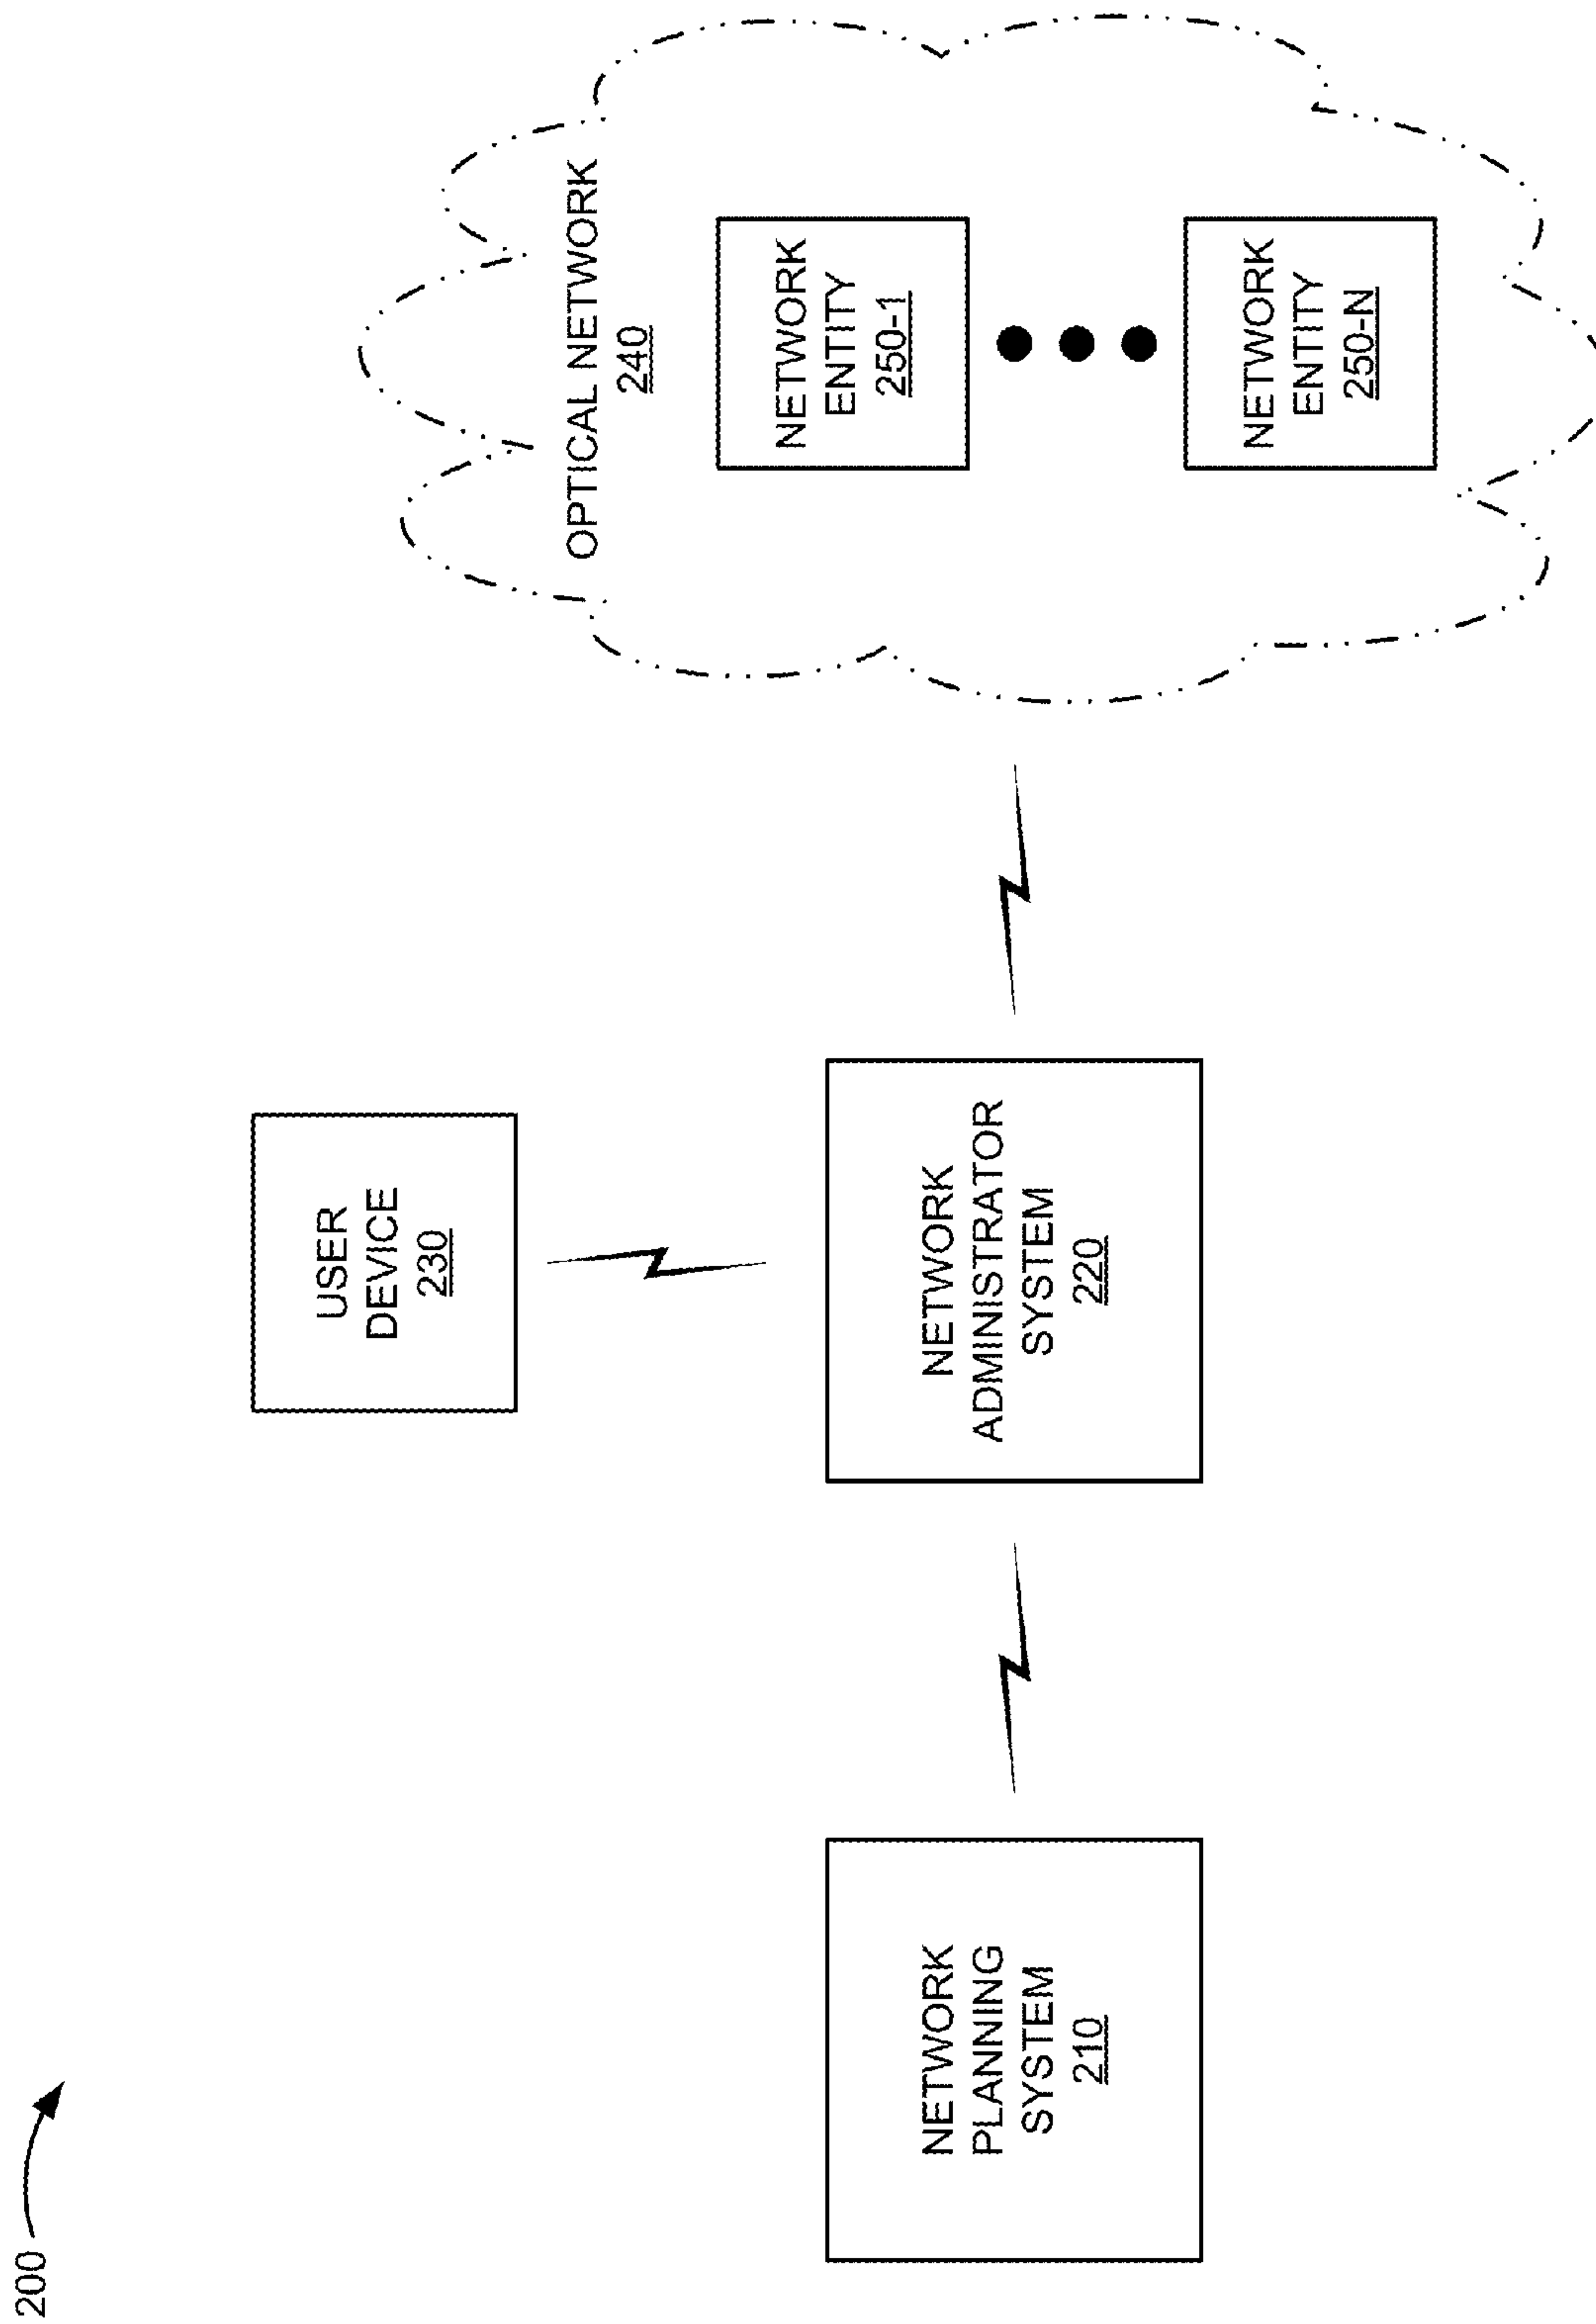 200
USER
DEVICE
230
NETWORK
PLANNING
SYSTEM
210
NETWORK
ADMINISTRATOR
SYSTEM
220
OPTICAL NETWORK
240
NETWORK
ENTITY
250-1
NETWORK
ENTITY
250-N